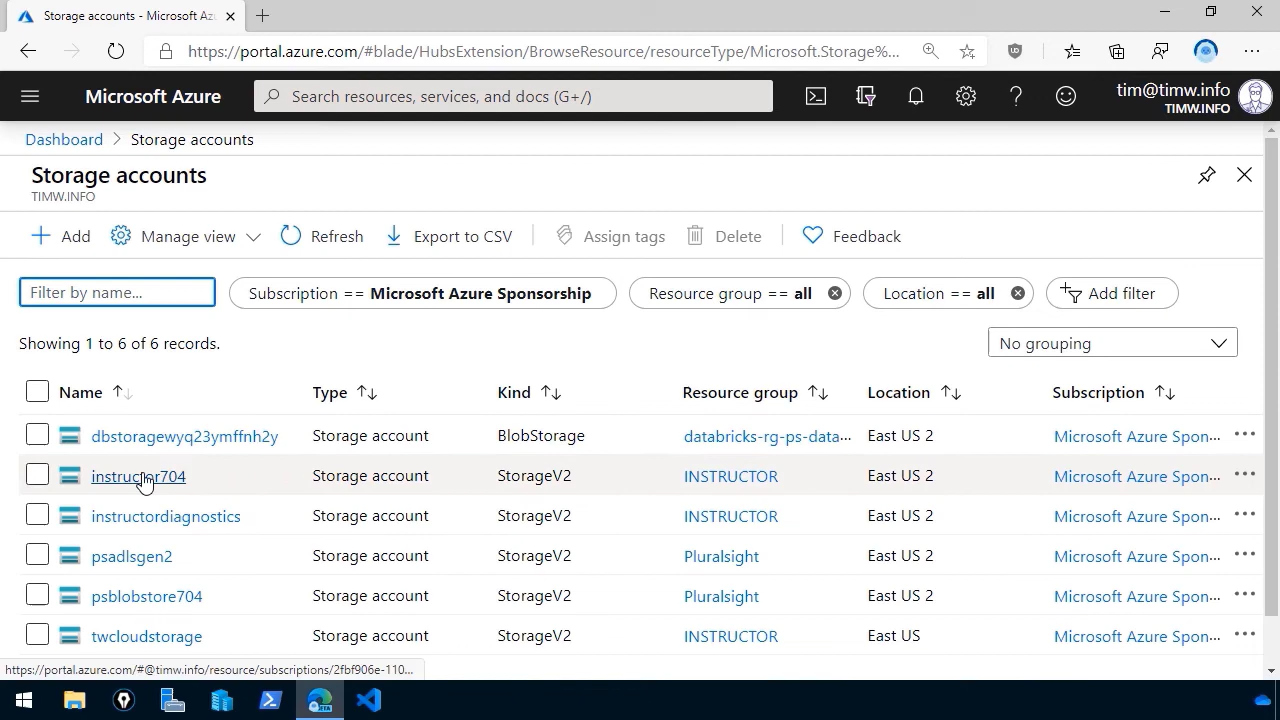 Storage accounts - Microsoft Az
https://portal.azure.com/#blade/HubsExtension/BrowseResource/resourceType/Microsoft.Storage%...
Microsoft Azure
Search resources, services, and docs (G+/)
tim@timw.info
TIMW.INFO
Dashboard > Storage accounts
Storage accounts
TIMW.INFO
Add
Manage view
Refresh
Export to CSV
Assign tags
Delete
Feedback
Filter by name...
Subscription == Microsoft Azure Sponsorship
Resource group == all
Location == all
Add filter
Showing 1 to 6 of 6 records.
No grouping
Name Type Kind Resource group Location Subscription
dbstoragewyq23ymffnh2y Storage account BlobStorage databricks-rg-ps-data... East US 2 Microsoft Azure Spon...
instructor704 Storage account StorageV2 INSTRUCTOR East US 2 Microsoft Azure Spon...
instructordiagnostics Storage account StorageV2 INSTRUCTOR East US 2 Microsoft Azure Spon...
psadlsgen2 Storage account StorageV2 Pluralsight East US 2 Microsoft Azure Spon...
psblobstore704 Storage account StorageV2 Pluralsight East US 2 Microsoft Azure Spon...
twcloudstorage Storage account StorageV2 INSTRUCTOR East US Microsoft Azure Spon...
https://portal.azure.com/#@timw.info/resource/subscriptions/2fbf906e-110...